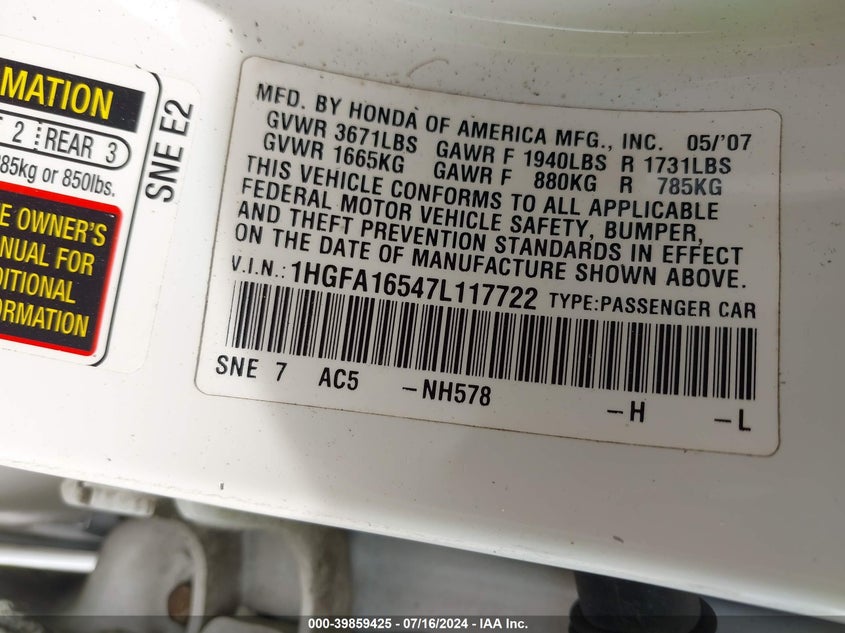 MATION
2 REAR 3
85kg or 850lbs.
E OWNER'S
NUAL FOR
DITIONAL
ORMATION
SNE E2
MFD. BY HONDA OF AMERICA MFG., INC. 05/'07
GVWR 3671LBS GAWR F 1940LBS R 1731LBS
GVWR 1665KG GAWR F 880KG R 785KG
THIS VEHICLE CONFORMS TO ALL APPLICABLE
FEDERAL MOTOR VEHICLE SAFETY, BUMPER,
AND THEFT PREVENTION STANDARDS IN EFFECT
ON THE DATE OF MANUFACTURE SHOWN ABOVE.
V.I.N.: 1HGFA16547L117722 TYPE:PASSENGER CAR
SNE 7 AC5 -NH578 -H -L
000-39859425 - 07/16/2024 - IAA Inc.